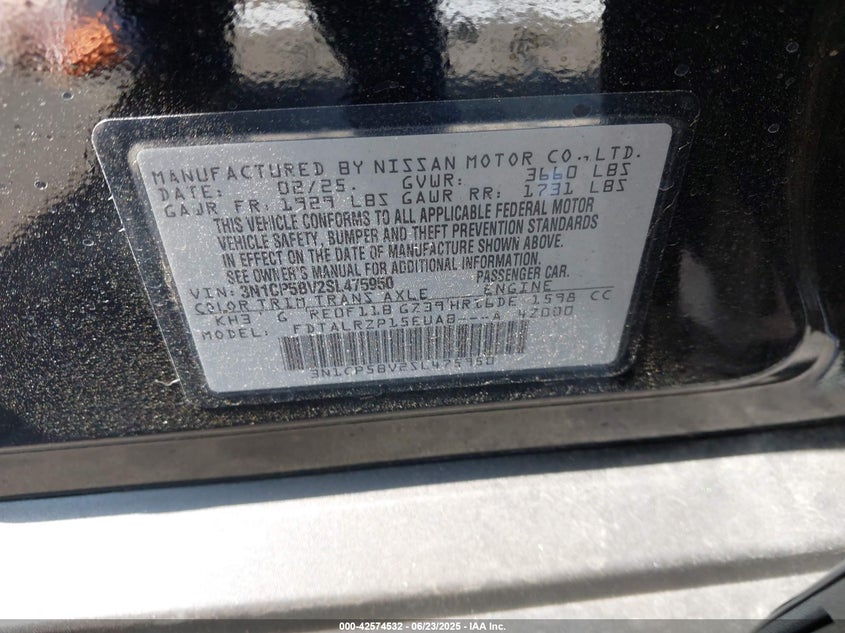 MANUFACTURED BY NISSAN MOTOR CO., LTD.
DATE: 02/25. GVWR: 3660 LBS
GAWR FR: 1929 LBS GAWR RR: 1731 LBS
THIS VEHICLE CONFORMS TO ALL APPLICABLE FEDERAL MOTOR
VEHICLE SAFETY, BUMPER AND THEFT PREVENTION STANDARDS
IN EFFECT ON THE DATE OF MANUFACTURE SHOWN ABOVE.
SEE OWNER'S MANUAL FOR ADDITIONAL INFORMATION.
VIN: 3N1CP5BV2SL475950 PASSENGER CAR.
COLOR TRIM TRANS AXLE ENGINE
KH3 G RE0F11B GZ39 HR16DE 1598 CC
MODEL: FDTALRZP15EUAB---A 4Z000
3N1CP5BV2SL475950
000-42574532 - 06/23/2025 - IAA Inc.